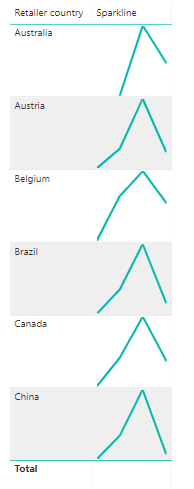 Retailer country Sparkline
Australia
Austria
Belgium
Brazil
Canada
China
Total